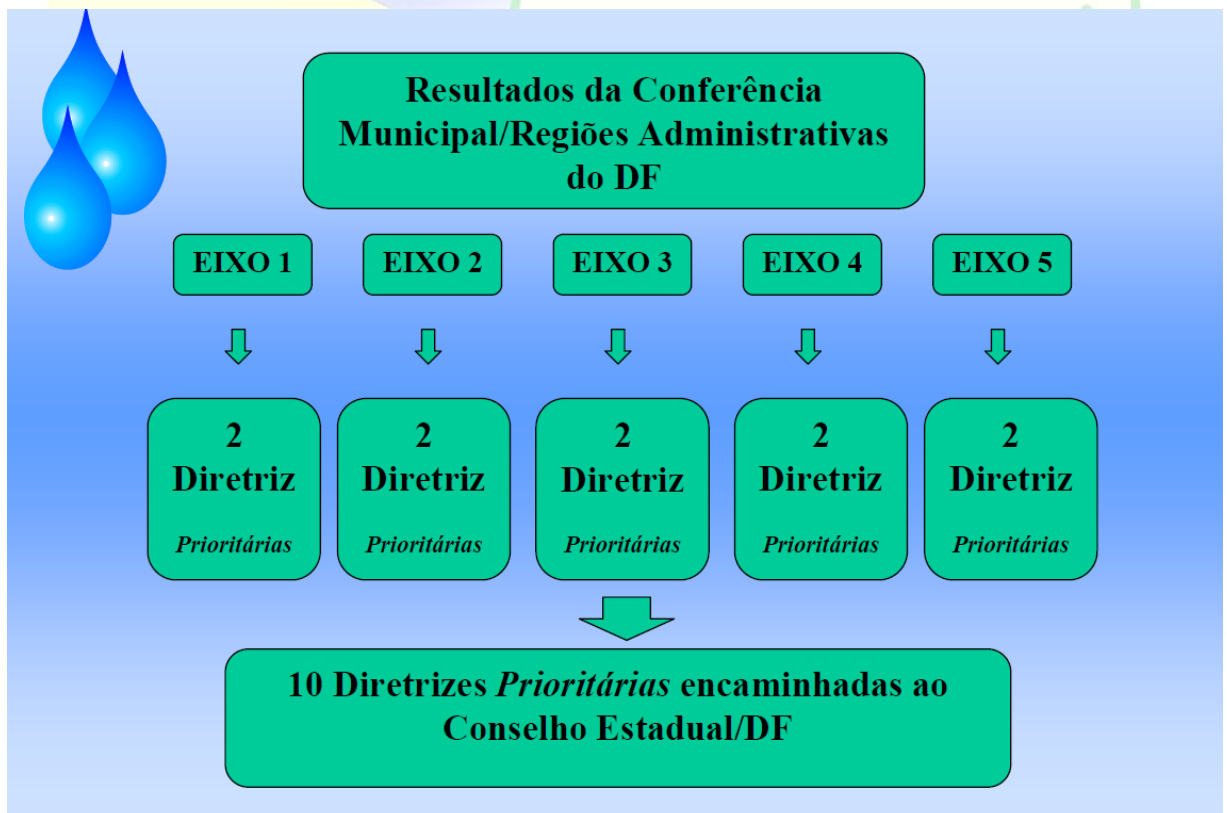 Resultados da Conferência
Municipal/Regiões Administrativas
do DF
EIXO 1
EIXO 2
EIXO 3
EIXO 4
EIXO 5
2
Diretriz
Prioritárias
2
Diretriz
Prioritárias
2
Diretriz
Prioritárias
2
Diretriz
Prioritárias
2
Diretriz
Prioritárias
10 Diretrizes Prioritárias encaminhadas ao
Conselho Estadual/DF